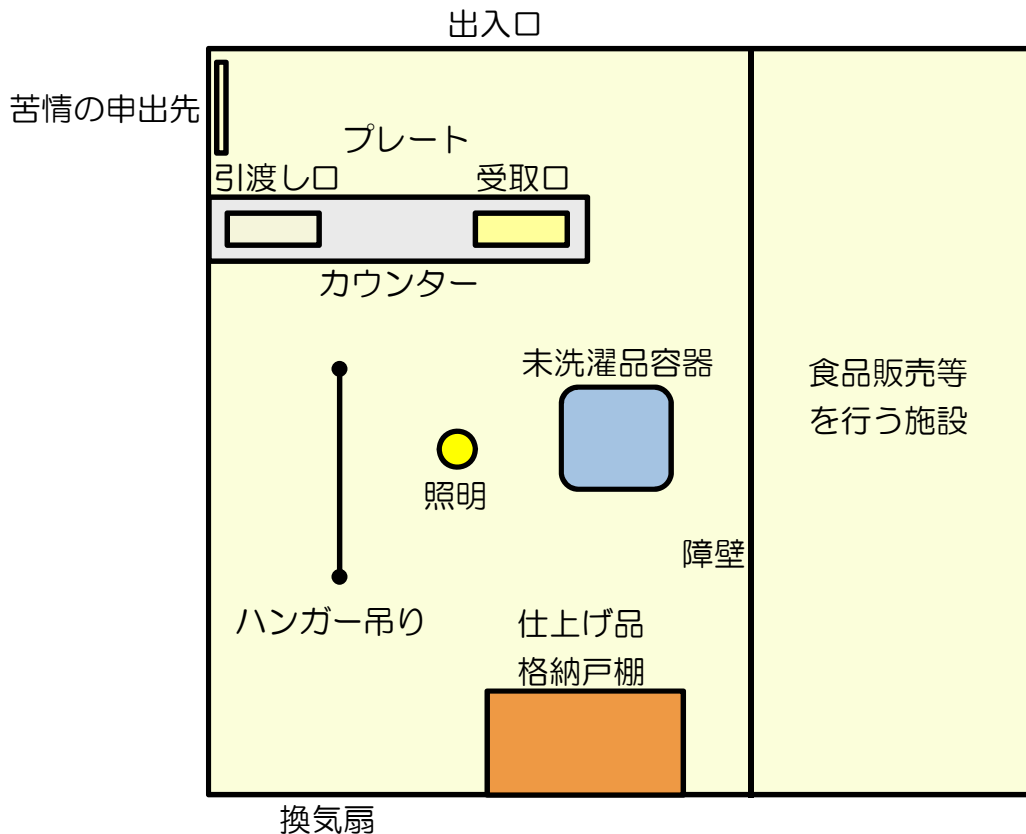 出入口
苦情の申出先
プレート
引渡し口
受取口
カウンター
未洗濯品容器
食品販売等
を行う施設
照明
障壁
ハンガー吊り
仕上げ品
格納戸棚
換気扇